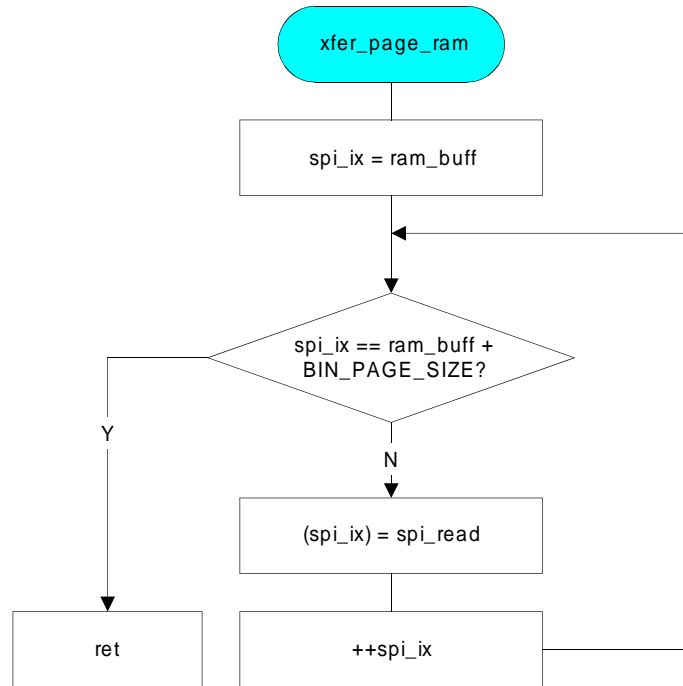 xfer_page_ram
spi_ix = ram_buff
spi_ix == ram_buff +
BIN_PAGE_SIZE?
Y
N
(spi_ix) = spi_read
ret
++spi_ix